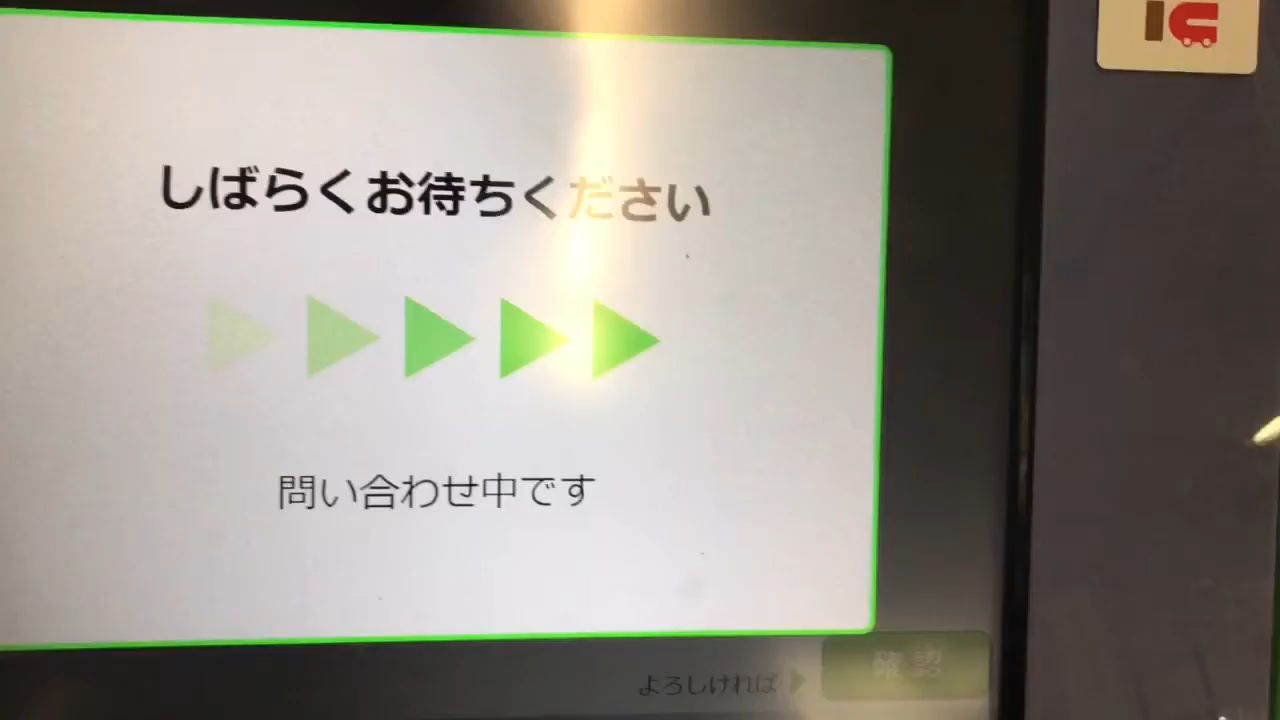 しばらくお待ちください
問い合わせ中です
よろしければ
確認